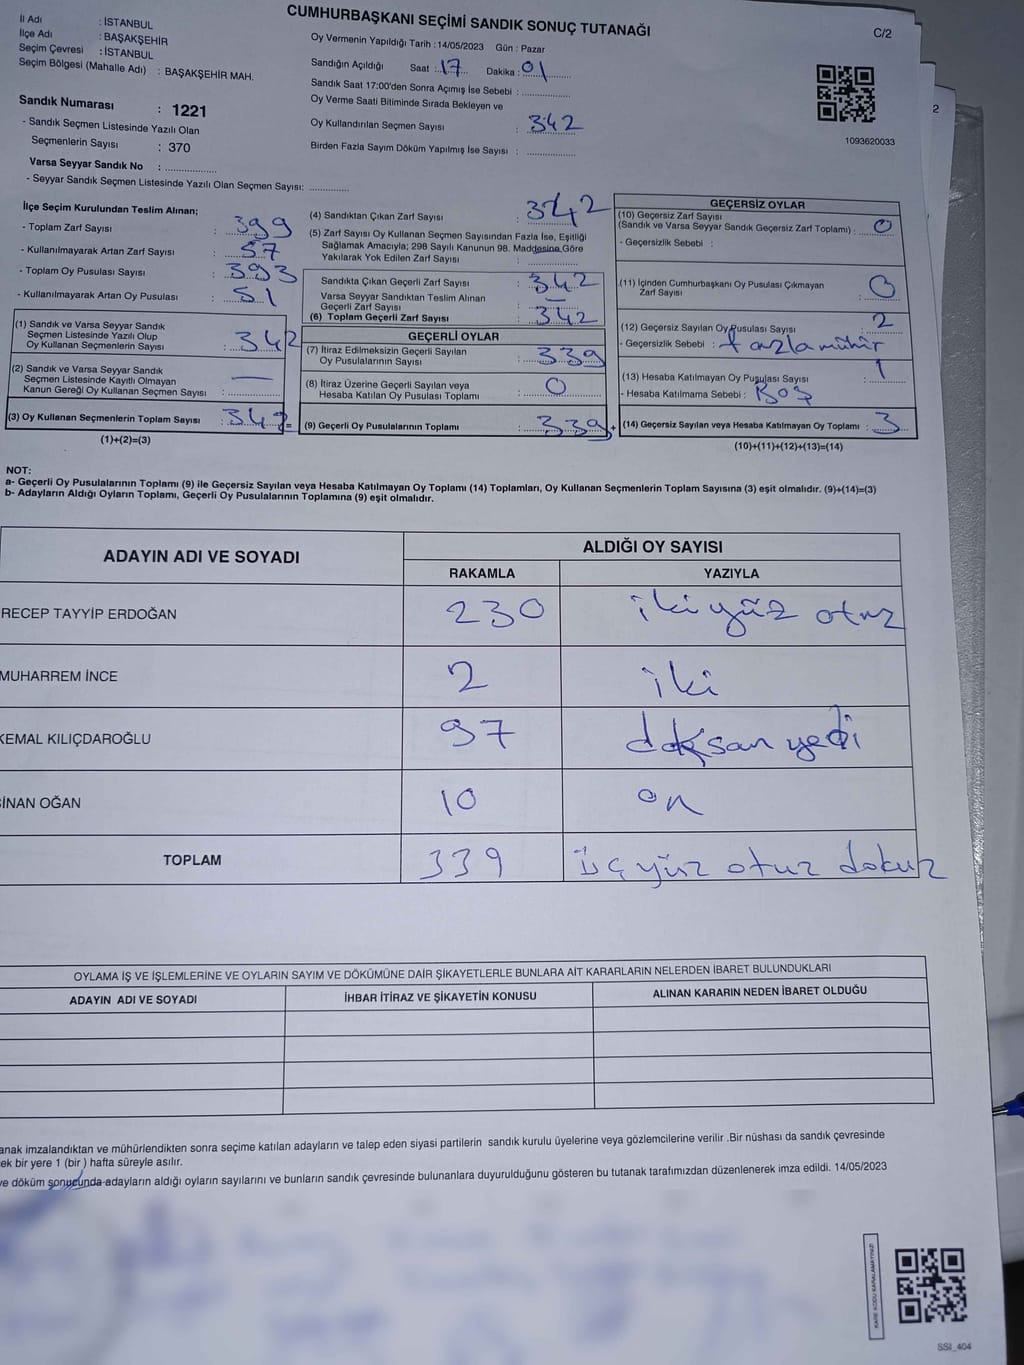 CUMHURBAŞKANI SEÇİMİ SANDIK SONUÇ TUTANAĞI
C/2
İl Adı : İSTANBUL
İlçe Adı : BAŞAKŞEHİR
Seçim Çevresi : İSTANBUL
Seçim Bölgesi (Mahalle Adı) : BAŞAKŞEHİR MAH.
Sandık Numarası : 1221
- Sandık Seçmen Listesinde Yazılı Olan
Seçmenlerin Sayısı : 370
Varsa Seyyar Sandık No :
- Seyyar Sandık Seçmen Listesinde Yazılı Olan Seçmen Sayısı:
Oy Vermenin Yapıldığı Tarih :14/05/2023 Gün : Pazar
Sandığın Açıldığı Saat : 17 Dakika : 01
Sandık Saat 17:00'den Sonra Açımış İse Sebebi :
Oy Verme Saati Bitiminde Sırada Bekleyen ve
Oy Kullandırılan Seçmen Sayısı : 342
Birden Fazla Sayım Döküm Yapılmış İse Sayısı :
1093620033
2
İlçe Seçim Kurulundan Teslim Alınan;
- Toplam Zarf Sayısı : 399
- Kullanılmayarak Artan Zarf Sayısı : 57
- Toplam Oy Pusulası Sayısı : 393
- Kullanılmayarak Artan Oy Pusulası : 51
(1) Sandık ve Varsa Seyyar Sandık
Seçmen Listesinde Yazılı Olup
Oy Kullanan Seçmenlerin Sayısı : 342
(2) Sandık ve Varsa Seyyar Sandık
Seçmen Listesinde Kayıtlı Olmayan
Kanun Gereği Oy Kullanan Seçmen Sayısı : —
(3) Oy Kullanan Seçmenlerin Toplam Sayısı : 342 =
(1)+(2)=(3)
(4) Sandıktan Çıkan Zarf Sayısı : 342
(5) Zarf Sayısı Oy Kullanan Seçmen Sayısından Fazla İse, Eşitliği
Sağlamak Amacıyla; 298 Sayılı Kanunun 98. Maddesine Göre
Yakılarak Yok Edilen Zarf Sayısı :
Sandıkta Çıkan Geçerli Zarf Sayısı : 342
Varsa Seyyar Sandıktan Teslim Alınan
Geçerli Zarf Sayısı : —
(6) Toplam Geçerli Zarf Sayısı : 342
GEÇERLİ OYLAR
(7) İtiraz Edilmeksizin Geçerli Sayılan
Oy Pusulalarının Sayısı : 339
(8) İtiraz Üzerine Geçerli Sayılan veya
Hesaba Katılan Oy Pusulası Toplamı : 0
(9) Geçerli Oy Pusulalarının Toplamı : 339 +
GEÇERSİZ OYLAR
(10) Geçersiz Zarf Sayısı
(Sandık ve Varsa Seyyar Sandık Geçersiz Zarf Toplamı) : 0
- Geçersizlik Sebebi :
(11) İçinden Cumhurbaşkanı Oy Pusulası Çıkmayan
Zarf Sayısı : 0
(12) Geçersiz Sayılan Oy Pusulası Sayısı : 2
- Geçersizlik Sebebi : fazla mühür
(13) Hesaba Katılmayan Oy Pusulası Sayısı : 1
- Hesaba Katılmama Sebebi : Boş
(14) Geçersiz Sayılan veya Hesaba Katılmayan Oy Toplamı : 3
(10)+(11)+(12)+(13)=(14)
NOT:
a- Geçerli Oy Pusulalarının Toplamı (9) ile Geçersiz Sayılan veya Hesaba Katılmayan Oy Toplamı (14) Toplamları, Oy Kullanan Seçmenlerin Toplam Sayısına (3) eşit olmalıdır. (9)+(14)=(3)
b- Adayların Aldığı Oyların Toplamı, Geçerli Oy Pusulalarının Toplamına (9) eşit olmalıdır.
ADAYIN ADI VE SOYADI ALDIĞI OY SAYISI
RAKAMLA YAZIYLA
RECEP TAYYİP ERDOĞAN 230 iki yüz otuz
MUHARREM İNCE 2 iki
KEMAL KILIÇDAROĞLU 97 doksan yedi
SİNAN OĞAN 10 on
TOPLAM 339 üç yüz otuz dokuz
OYLAMA İŞ VE İŞLEMLERİNE VE OYLARIN SAYIM VE DÖKÜMÜNE DAİR ŞİKAYETLERLE BUNLARA AİT KARARLARIN NELERDEN İBARET BULUNDUKLARI
ADAYIN ADI VE SOYADI İHBAR İTİRAZ VE ŞİKAYETİN KONUSU ALINAN KARARIN NEDEN İBARET OLDUĞU
anak imzalandıktan ve mühürlendikten sonra seçime katılan adayların ve talep eden siyasi partilerin sandık kurulu üyelerine veya gözlemcilerine verilir .Bir nüshası da sandık çevresinde
ek bir yere 1 (bir ) hafta süreyle asılır.
ve döküm sonucunda adayların aldığı oyların sayılarını ve bunların sandık çevresinde bulunanlara duyurulduğunu gösteren bu tutanak tarafımızdan düzenlenerek imza edildi. 14/05/2023
KARE KODU KARALAMAYINIZ!
SSI_404